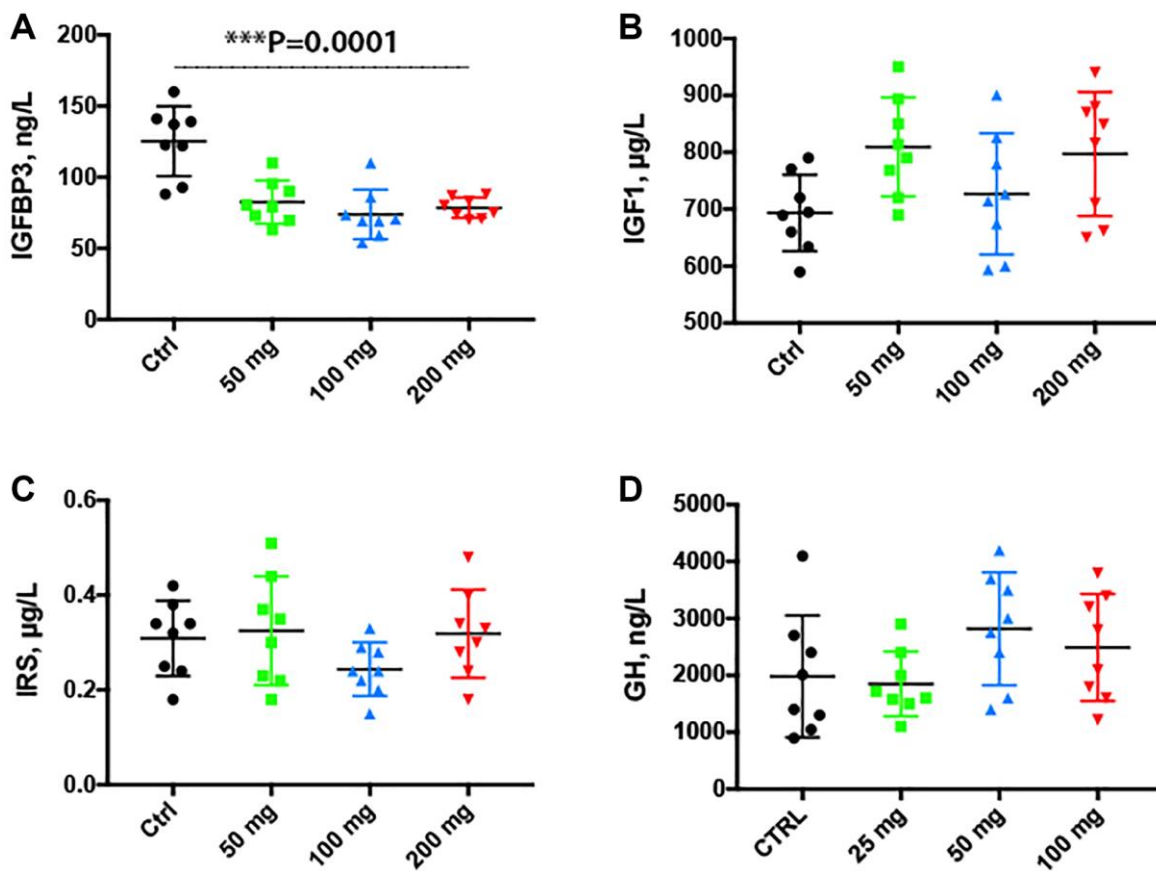 A
***P=0.0001
IGFBP3, ng/L
200
150
100
50
0
Ctrl
50 mg
100 mg
200 mg
B
IGF1, µg/L
1000
900
800
700
600
500
Ctrl
50 mg
100 mg
200 mg
C
IRS, µg/L
0.6
0.4
0.2
0.0
Ctrl
50 mg
100 mg
200 mg
D
GH, ng/L
5000
4000
3000
2000
1000
0
CTRL
25 mg
50 mg
100 mg